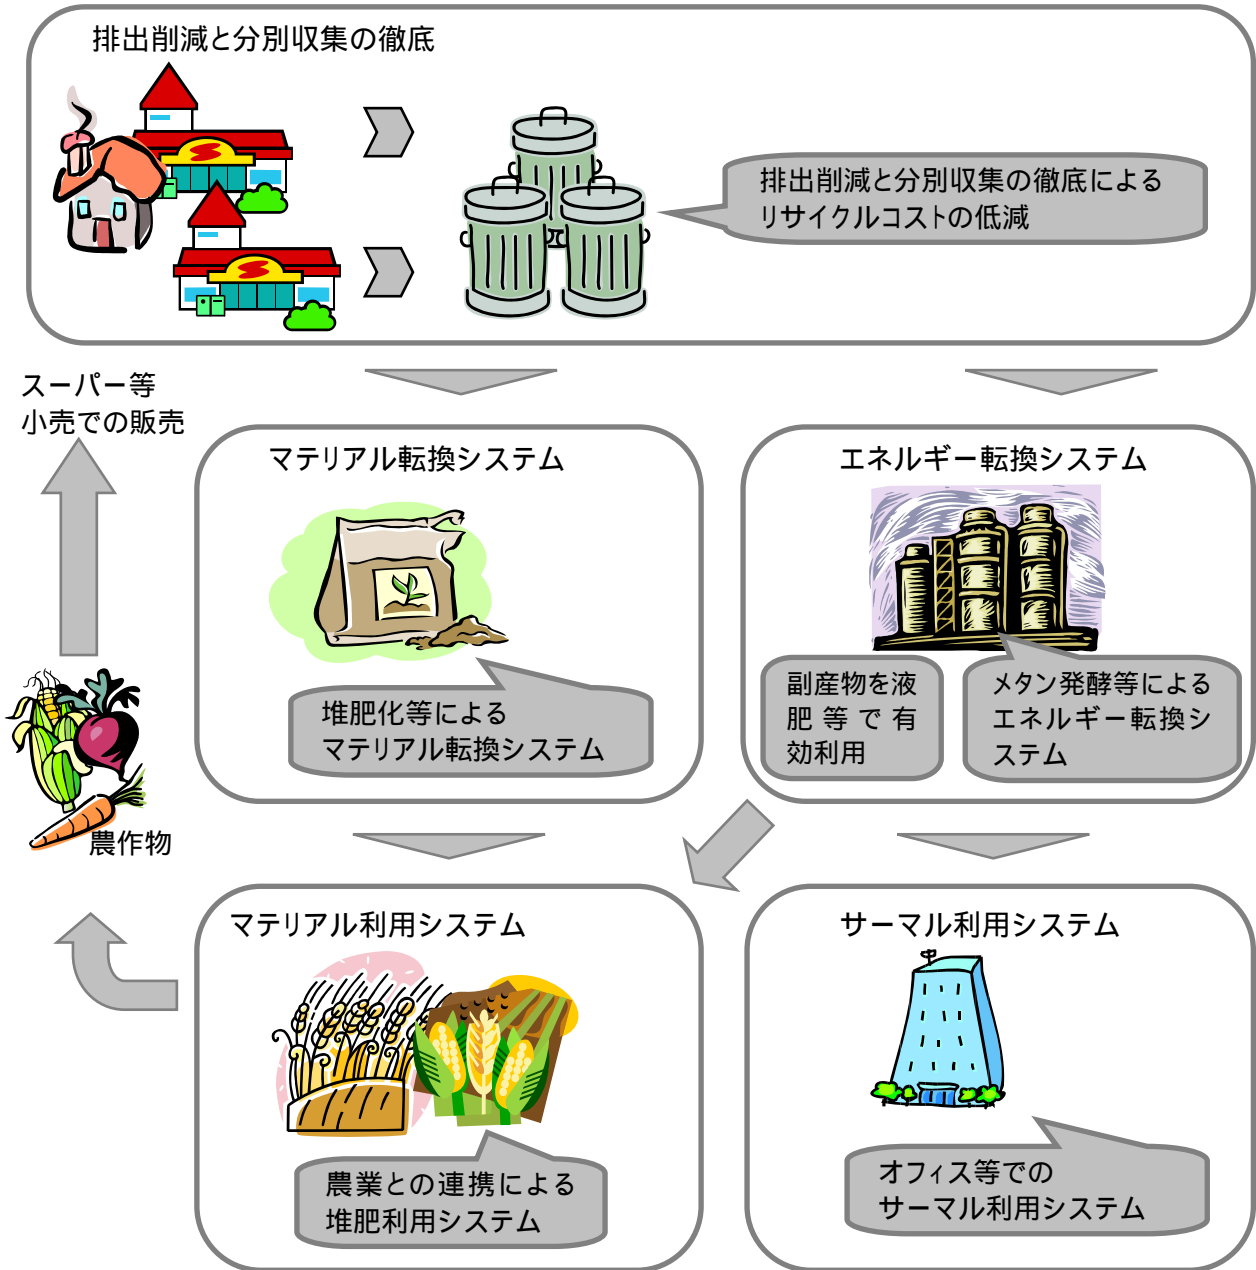 排出削減と分別収集の徹底
排出削減と分別収集の徹底による
リサイクルコストの低減
スーパー等
小売での販売
マテリアル転換システム
堆肥化等による
マテリアル転換システム
エネルギー転換システム
副産物を液
肥等で有
効利用
メタン発酵等による
エネルギー転換シ
ステム
農作物
マテリアル利用システム
農業との連携による
堆肥利用システム
サーマル利用システム
オフィス等での
サーマル利用システム